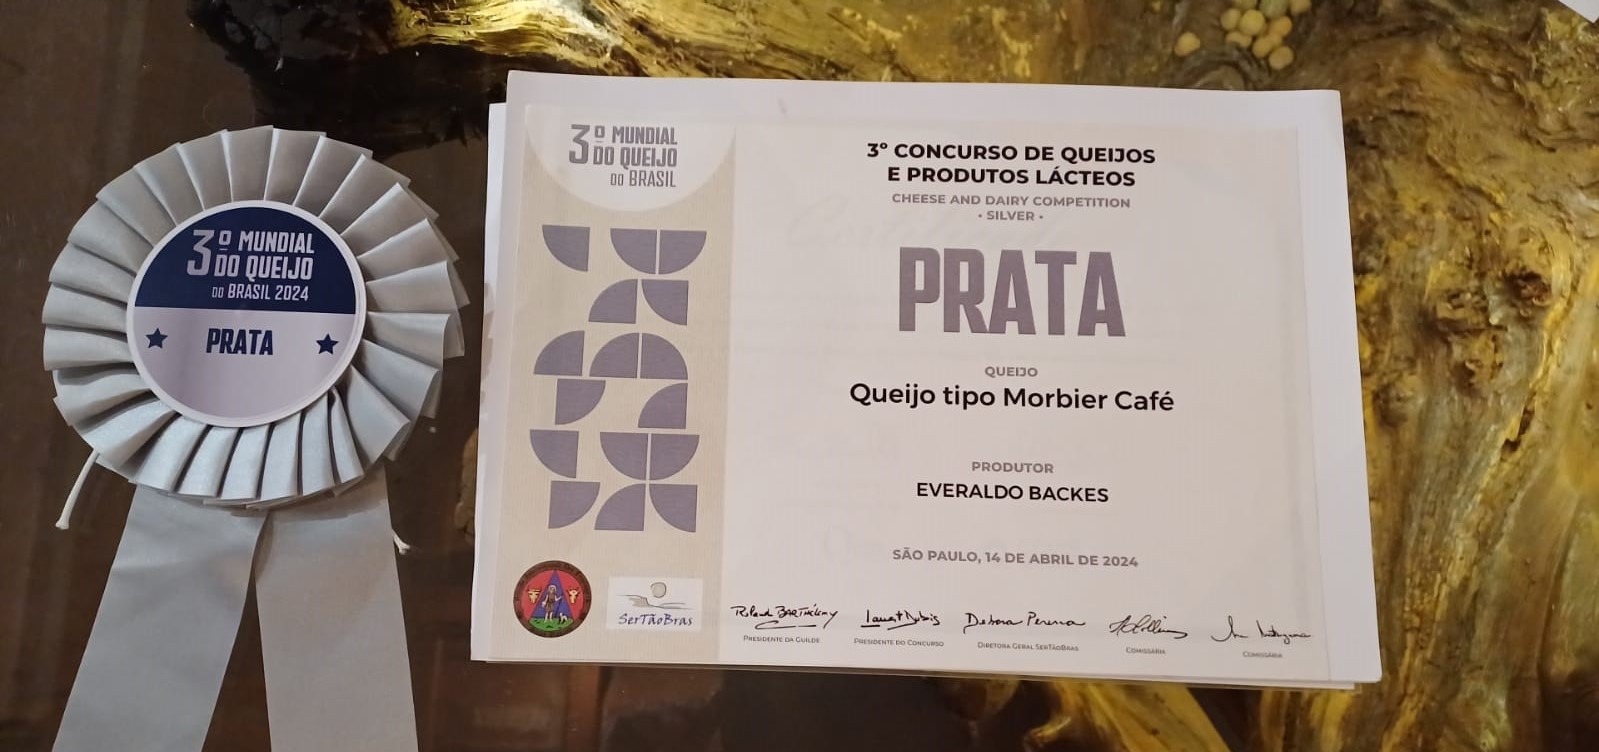 3º MUNDIAL
DO QUEIJO
DO BRASIL 2024
PRATA
3º MUNDIAL
DO QUEIJO
DO BRASIL
SerTãoBras
3º CONCURSO DE QUEIJOS
E PRODUTOS LÁCTEOS
CHEESE AND DAIRY COMPETITION
• SILVER •
PRATA
QUEIJO
Queijo tipo Morbier Café
PRODUTOR
EVERALDO BACKES
SÃO PAULO, 14 DE ABRIL DE 2024
Roland BARTHÉLEMY
Laurent Dubois
Debora Pereira
PRESIDENTE DA GUILDE
PRESIDENTE DO CONCURSO
DIRETORA GERAL SERTÃOBRAS
COMISSÁRIA
COMISSÁRIA